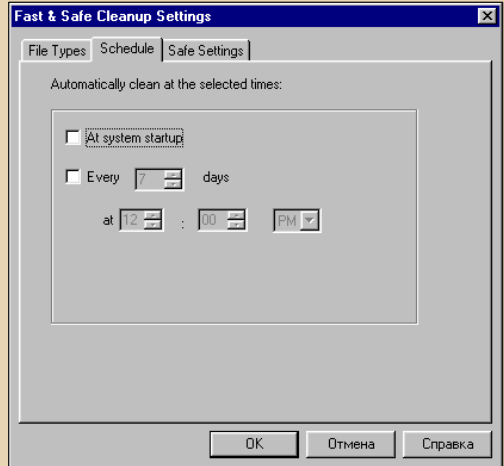 Fast & Safe Cleanup Settings
File Types Schedule Safe Settings
Automatically clean at the selected times:
At system startup
Every 7 days
at 12 : 00 PM
OK Отмена Справка